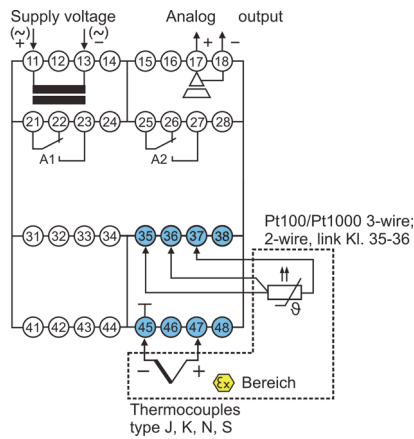 Supply voltage Analog output
(~) (~)
+ − + −
11 12 13 14 15 16 17 18
21 22 23 24 25 26 27 28
A1 A2
31 32 33 34 35 36 37 38
Pt100/Pt1000 3-wire;
2-wire, link Kl. 35-36
ϑ
41 42 43 44 45 46 47 48
− +
Ex Bereich
Thermocouples
type J, K, N, S